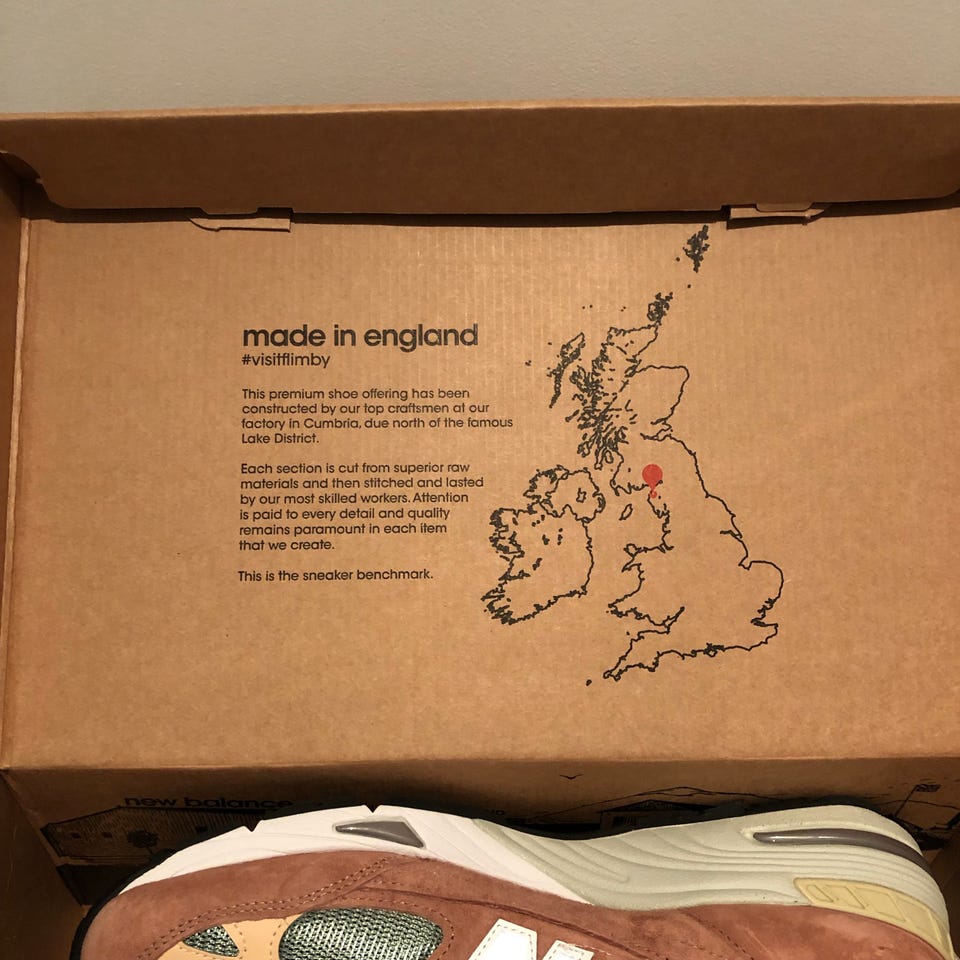 made in england
#visitflimby
This premium shoe offering has been
constructed by our top craftsmen at our
factory in Cumbria, due north of the famous
Lake District.
Each section is cut from superior raw
materials and then stitched and lasted
by our most skilled workers. Attention
is paid to every detail and quality
remains paramount in each item
that we create.
This is the sneaker benchmark.
new balance
N